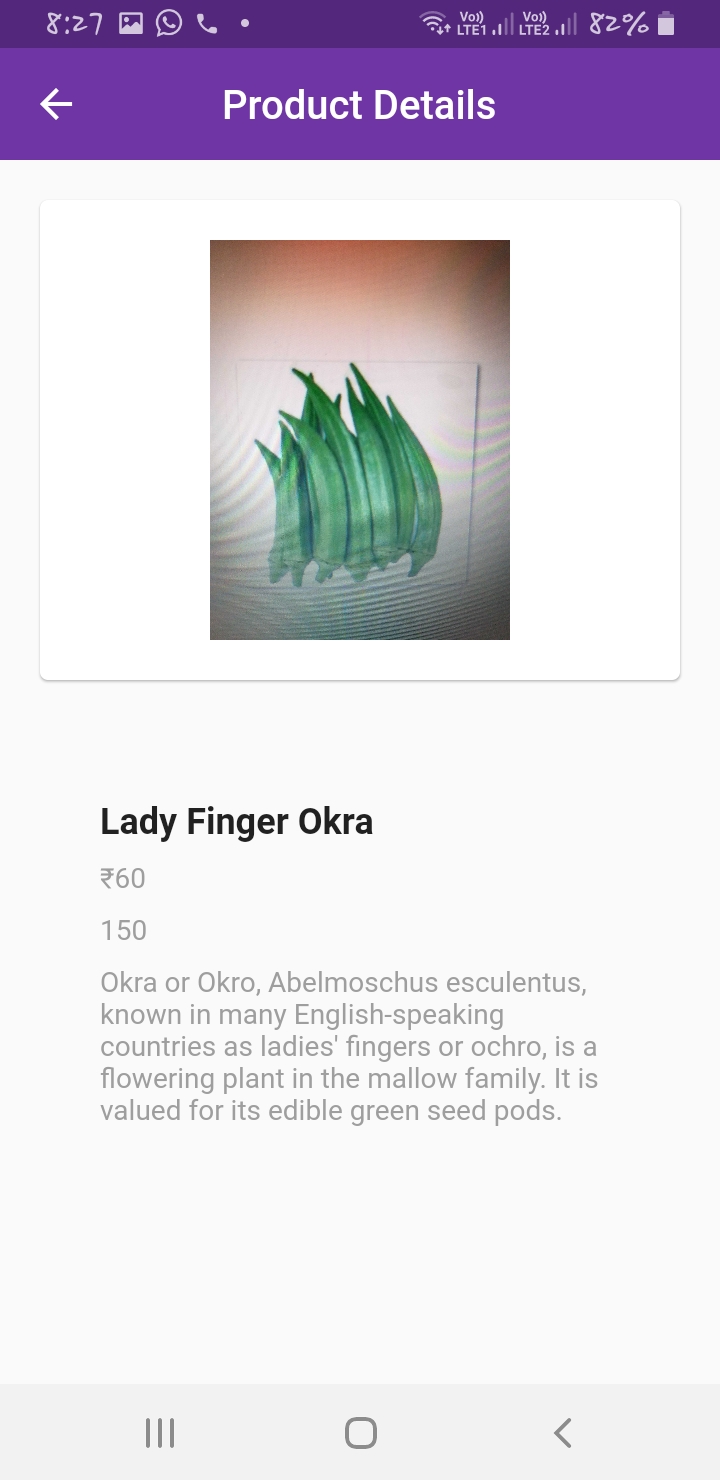 8:27
Vo)) LTE1 Vo)) LTE2 82%
Product Details
Lady Finger Okra
₹60
150
Okra or Okro, Abelmoschus esculentus,
known in many English-speaking
countries as ladies' fingers or ochro, is a
flowering plant in the mallow family. It is
valued for its edible green seed pods.